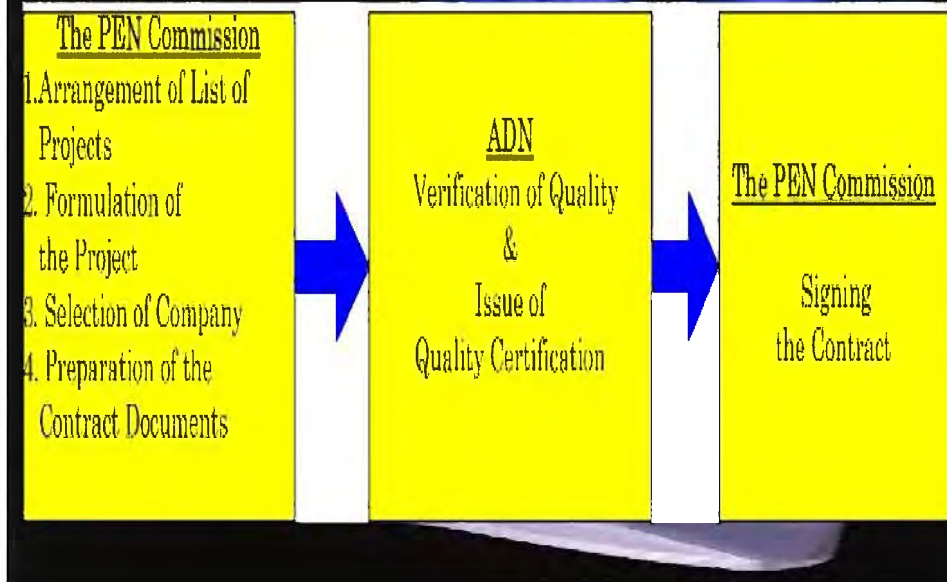 The PEN Commission
1.Arrangement of List of
Projects
2. Formulation of
the Project
3. Selection of Company
4. Preparation of the
Contract Documents
ADN
Verification of Quality
&
Issue of
Quality Certification
The PEN Commission
Signing
the Contract